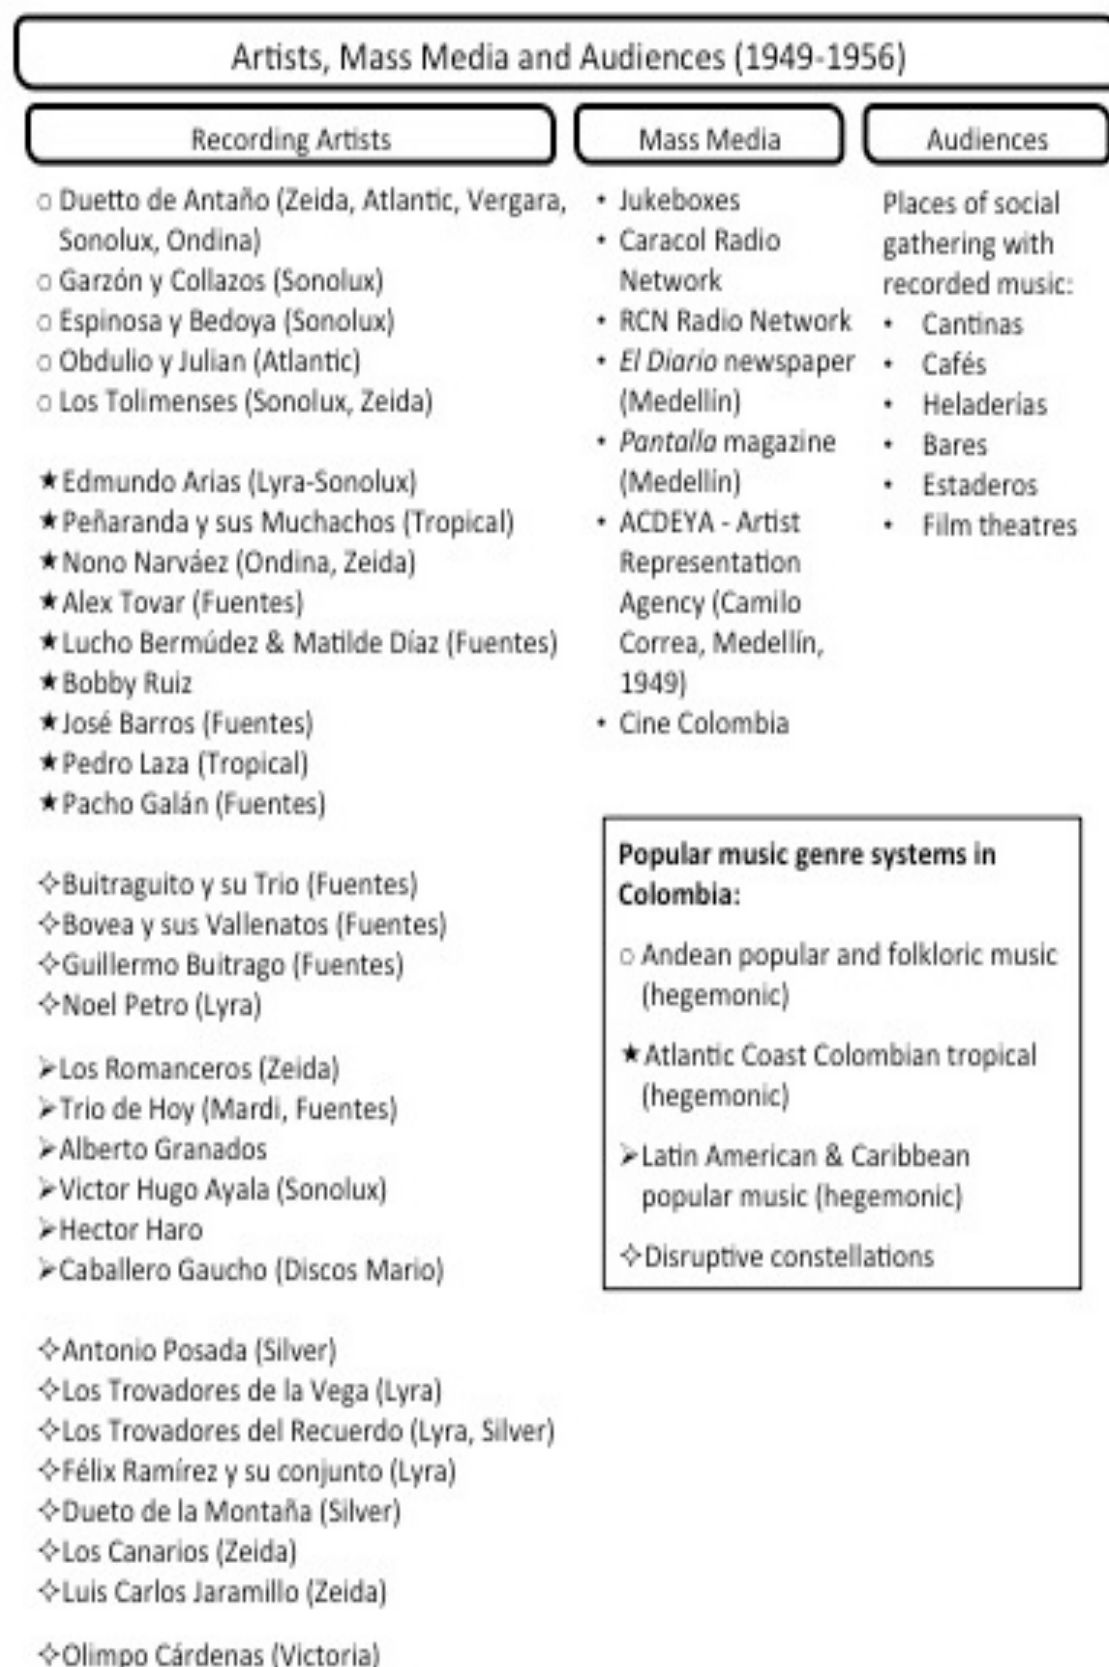 Artists, Mass Media and Audiences (1949-1956)
Recording Artists
○ Duetto de Antaño (Zeida, Atlantic, Vergara,
Sonolux, Ondina)
○ Garzón y Collazos (Sonolux)
○ Espinosa y Bedoya (Sonolux)
○ Obdulio y Julian (Atlantic)
○ Los Tolimenses (Sonolux, Zeida)
★ Edmundo Arias (Lyra-Sonolux)
★ Peñaranda y sus Muchachos (Tropical)
★ Nono Narváez (Ondina, Zeida)
★ Alex Tovar (Fuentes)
★ Lucho Bermúdez & Matilde Díaz (Fuentes)
★ Bobby Ruiz
★ José Barros (Fuentes)
★ Pedro Laza (Tropical)
★ Pacho Galán (Fuentes)
✧ Buitraguito y su Trio (Fuentes)
✧ Bovea y sus Vallenatos (Fuentes)
✧ Guillermo Buitrago (Fuentes)
✧ Noel Petro (Lyra)
➢ Los Romanceros (Zeida)
➢ Trio de Hoy (Mardi, Fuentes)
➢ Alberto Granados
➢ Victor Hugo Ayala (Sonolux)
➢ Hector Haro
➢ Caballero Gaucho (Discos Mario)
✧ Antonio Posada (Silver)
✧ Los Trovadores de la Vega (Lyra)
✧ Los Trovadores del Recuerdo (Lyra, Silver)
✧ Félix Ramírez y su conjunto (Lyra)
✧ Dueto de la Montaña (Silver)
✧ Los Canarios (Zeida)
✧ Luis Carlos Jaramillo (Zeida)
✧ Olimpo Cárdenas (Victoria)
Mass Media
• Jukeboxes
• Caracol Radio
Network
• RCN Radio Network
• El Diario newspaper
(Medellín)
• Pantalla magazine
(Medellín)
• ACDEYA - Artist
Representation
Agency (Camilo
Correa, Medellín,
1949)
• Cine Colombia
Audiences
Places of social
gathering with
recorded music:
• Cantinas
• Cafés
• Heladerías
• Bares
• Estaderos
• Film theatres
Popular music genre systems in
Colombia:
○ Andean popular and folkloric music
(hegemonic)
★ Atlantic Coast Colombian tropical
(hegemonic)
➢ Latin American & Caribbean
popular music (hegemonic)
✧ Disruptive constellations